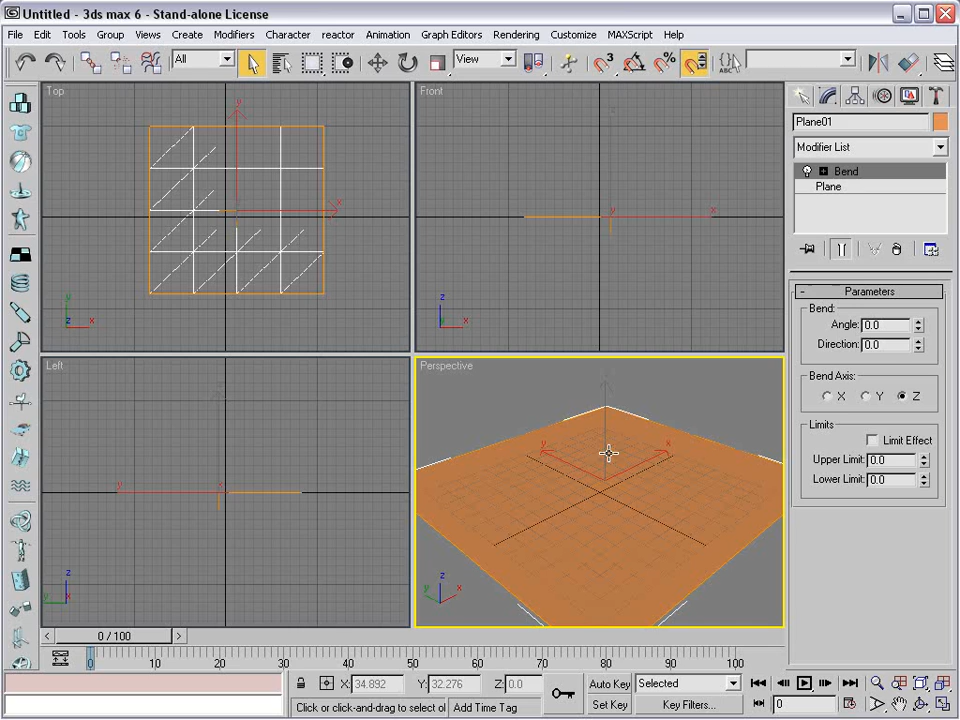 Untitled - 3ds max 6 - Stand-alone License
File Edit Tools Group Views Create Modifiers Character reactor Animation Graph Editors Rendering Customize MAXScript Help
All View 3 % ABC
Top Front
Plane01
Modifier List
Bend
Plane
y
x
y
x
y
z x
z
x
Parameters
Bend:
Angle: 0.0
Direction: 0.0
Left Perspective
Bend Axis:
X Y Z
Limits
Limit Effect
Upper Limit: 0.0
Lower Limit: 0.0
y
y x
z
y
z
y x
0 / 100
0 10 20 30 40 50 60 70 80 90 100
X: 34.892 Y: 32.276 Z: 0.0 Auto Key Selected
Click or click-and-drag to select ol Add Time Tag Set Key Key Filters... 0